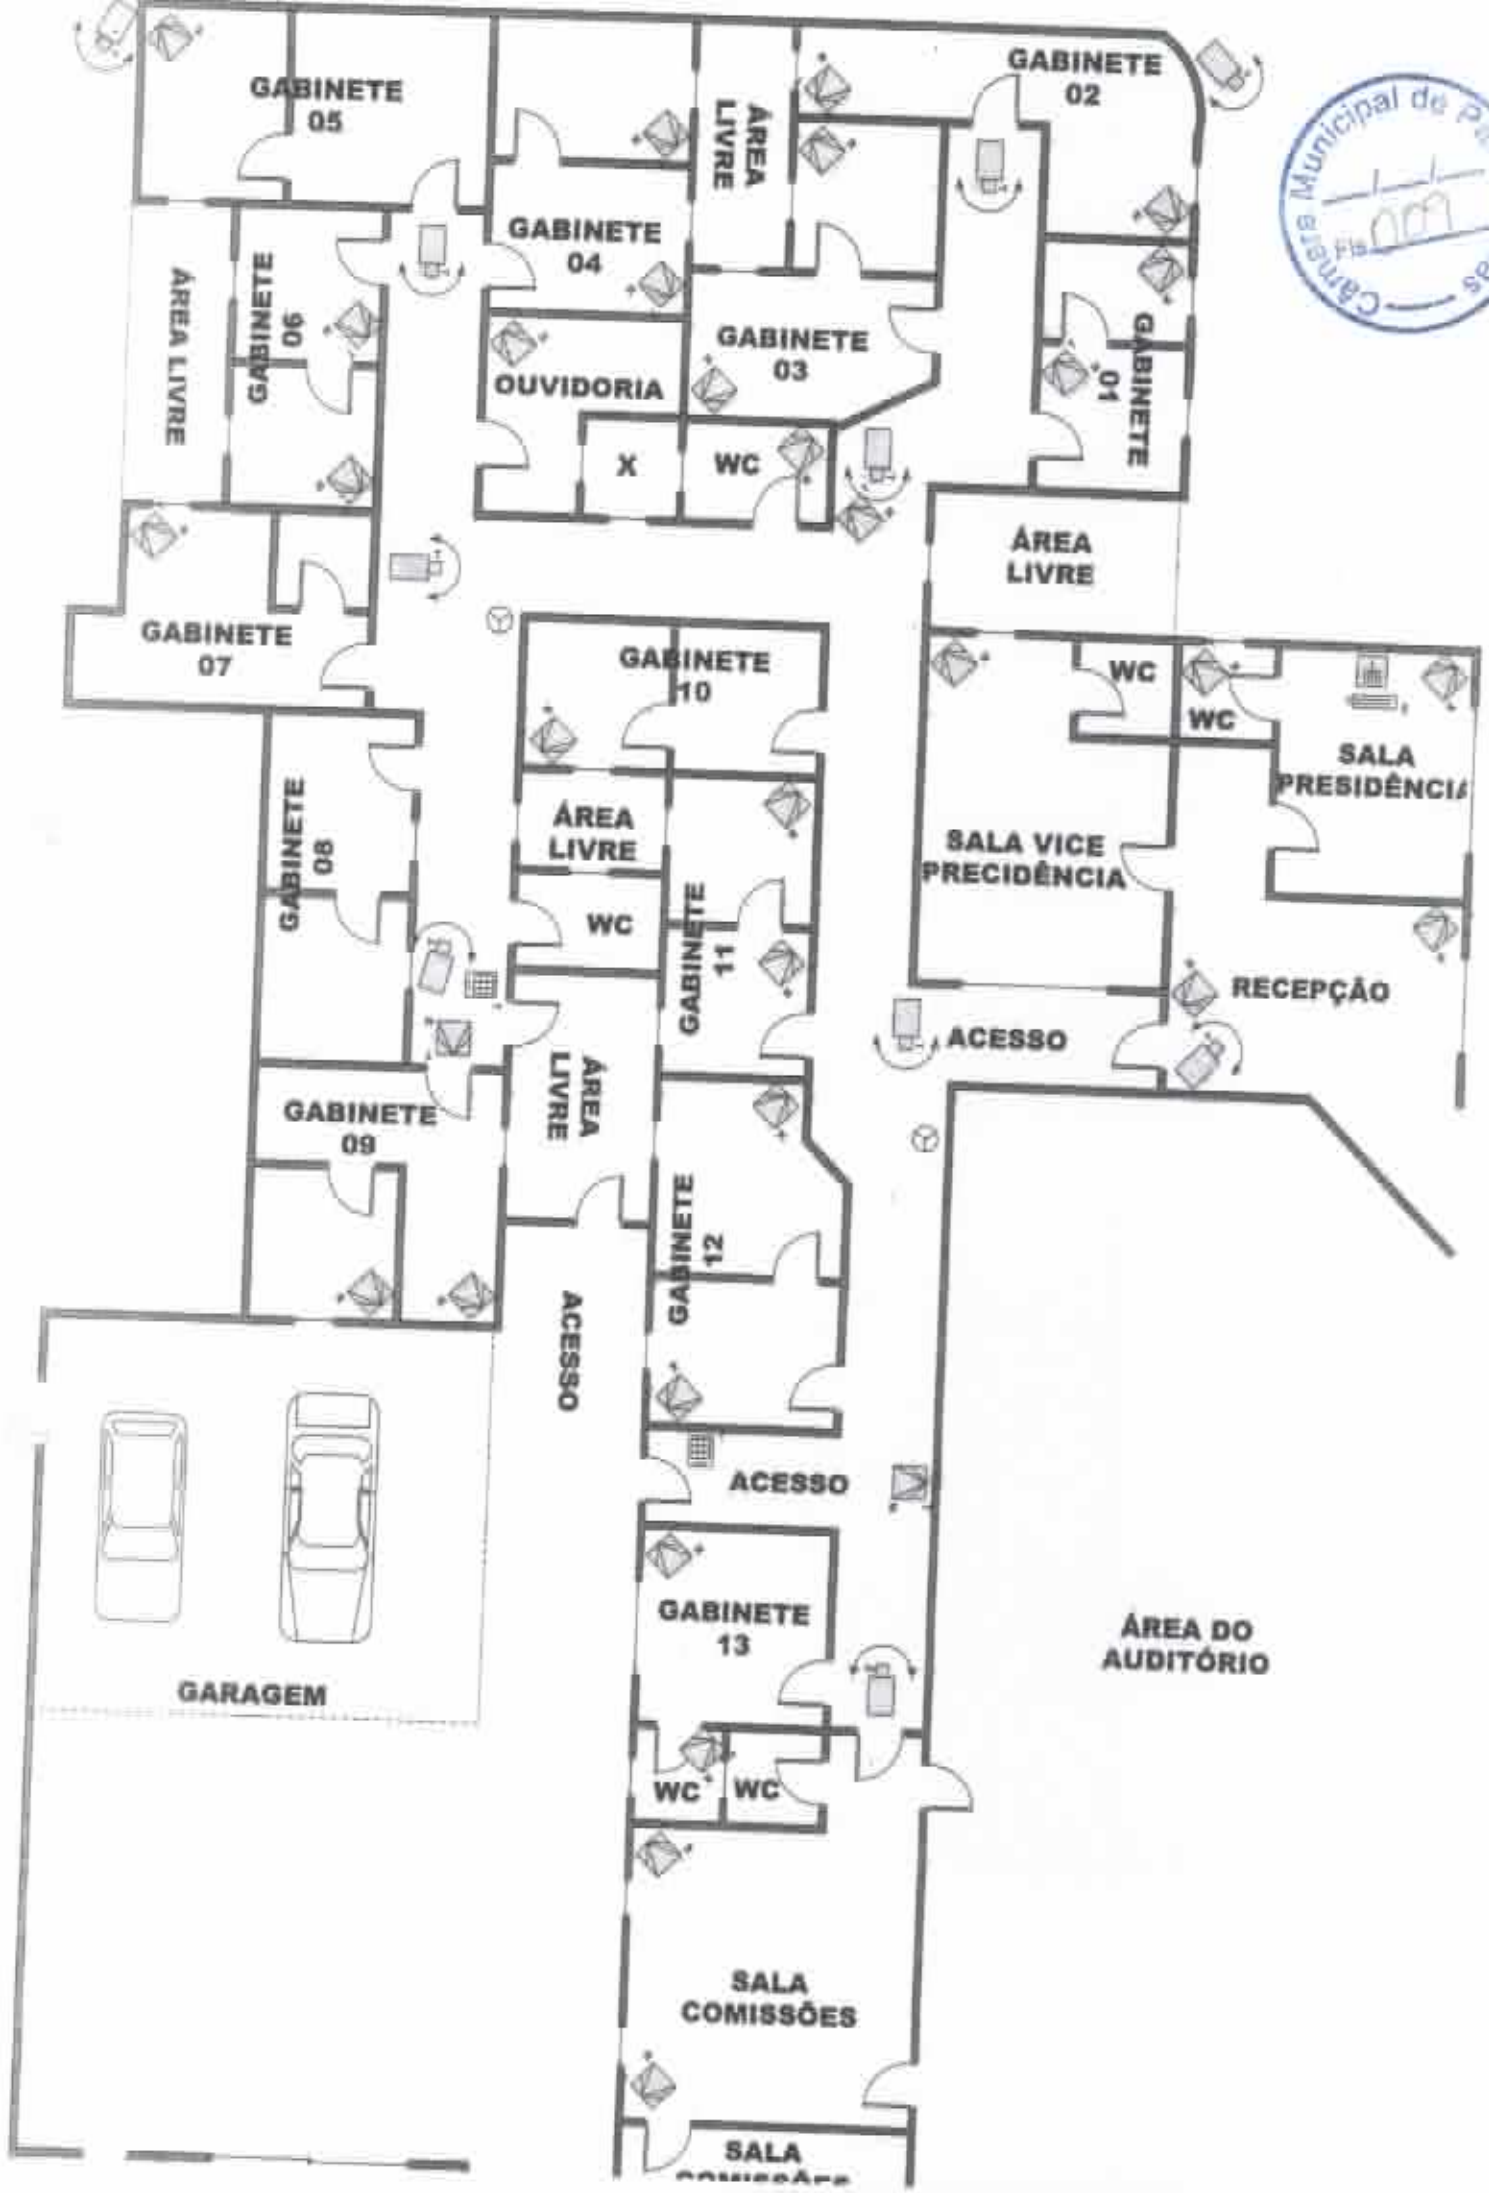 GABINETE
05
GABINETE
04
ÁREA
LIVRE
GABINETE
02
Câmara Municipal de
Fls
ÁREA LIVRE
GABINETE
06
OUVIDORIA
X
WC
GABINETE
03
GABINETE
01
ÁREA
LIVRE
GABINETE
07
GABINETE
10
WC
WC
SALA
PRESIDÊNCIA
GABINETE
08
ÁREA
LIVRE
WC
GABINETE
11
SALA VICE
PRECIDÊNCIA
RECEPÇÃO
ACESSO
GABINETE
09
ÁREA
LIVRE
GABINETE
12
ACESSO
ACESSO
GABINETE
13
ÁREA DO
AUDITÓRIO
GARAGEM
WC
WC
SALA
COMISSÕES
SALA
COMISSÕES